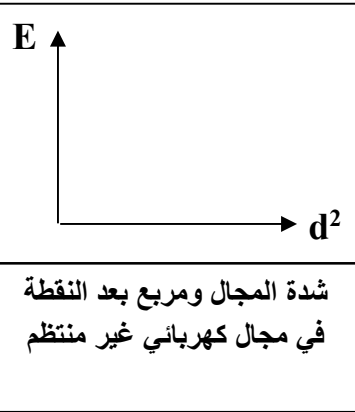 E
d²
شدة المجال ومربع بعد النقطة
في مجال كهربائي غير منتظم